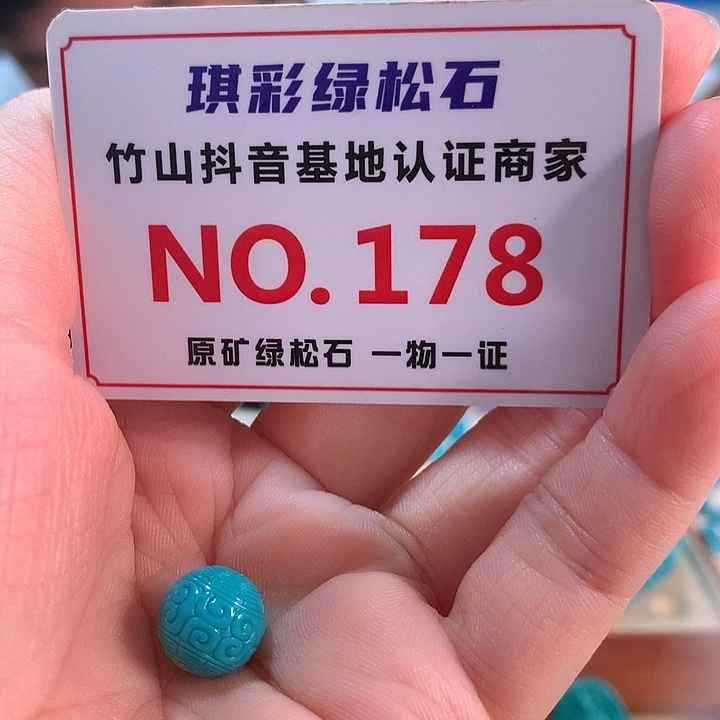 琪彩绿松石
竹山抖音基地认证商家
NO.178
原矿绿松石 一物一证